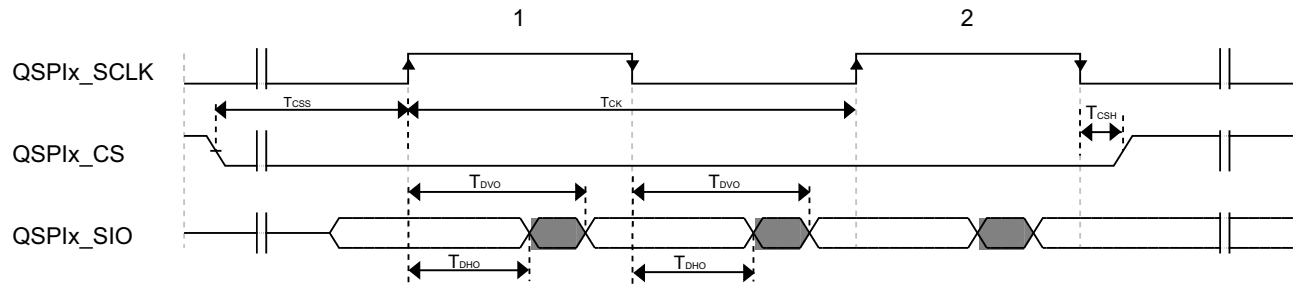 1 2
QSPIx_SCLK
TCSS TCK
TCSH
QSPIx_CS
TDVO TDVO
QSPIx_SIO
TDHO TDHO